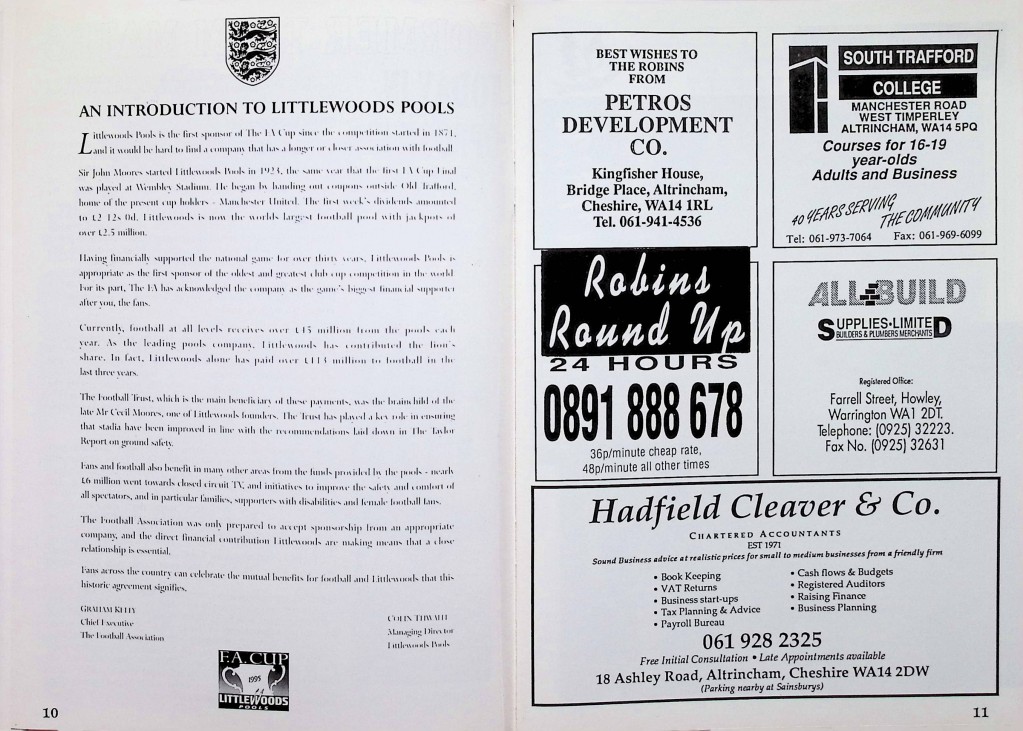 AN INTRODUCTION TO LITTLEWOODS POOLS
Littlewoods Pools is the first sponsor of The FA Cup since the competition started in 1871,
and it would be hard to find a company that has a longer or closer association with football.
Sir John Moores started Littlewoods Pools in 1923, the same year that the first FA Cup Final
was played at Wembley Stadium. He began by handing out coupons outside Old Trafford,
home of the present cup holders - Manchester United. The first week's dividends amounted
to £2 12s 0d. Littlewoods is now the worlds largest football pool with jackpots of
over £2.5 million.
Having financially supported the national game for over thirty years, Littlewoods Pools is
appropriate as the first sponsor of the oldest and greatest club cup competition in the world.
For its part, The FA has acknowledged the company as the game's biggest financial supporter
after you, the fans.
Currently, football at all levels receives over £45 million from the pools each
year. As the leading pools company, Littlewoods has contributed the lion's
share. In fact, Littlewoods alone has paid over £113 million to football in the
last three years.
The Football Trust, which is the main beneficiary of these payments, was the brainchild of the
late Mr Cecil Moores, one of Littlewoods founders. The Trust has played a key role in ensuring
that stadia have been improved in line with the recommendations laid down in The Taylor
Report on ground safety.
Fans and football also benefit in many other areas from the funds provided by the pools - nearly
£6 million went towards closed circuit TV, and initiatives to improve the safety and comfort of
all spectators, and in particular families, supporters with disabilities and female football fans.
The Football Association was only prepared to accept sponsorship from an appropriate
company, and the direct financial contribution Littlewoods are making means that a close
relationship is essential.
Fans across the country can celebrate the mutual benefits for football and Littlewoods that this
historic agreement signifies.
GRAHAM KELLY
Chief Executive
The Football Association
COLIN THWAITE
Managing Director
Littlewoods Pools
F.A. CUP
1995
LITTLEWOODS
POOLS
10
BEST WISHES TO
THE ROBINS
FROM
PETROS
DEVELOPMENT
CO.
Kingfisher House,
Bridge Place, Altrincham,
Cheshire, WA14 1RL
Tel. 061-941-4536
SOUTH TRAFFORD
COLLEGE
MANCHESTER ROAD
WEST TIMPERLEY
ALTRINCHAM, WA14 5PQ
Courses for 16-19
year-olds
Adults and Business
40 YEARS SERVING
THE COMMUNITY
Tel: 061-973-7064 Fax: 061-969-6099
Robins
Round Up
24 HOURS
0891 888 678
36p/minute cheap rate,
48p/minute all other times
ALL-BUILD
SUPPLIES•LIMITED
BUILDERS & PLUMBERS MERCHANTS
Registered Office:
Farrell Street, Howley,
Warrington WA1 2DT.
Telephone: (0925) 32223.
Fax No. (0925) 32631
Hadfield Cleaver & Co.
CHARTERED ACCOUNTANTS
EST 1971
Sound Business advice at realistic prices for small to medium businesses from a friendly firm
• Book Keeping
• VAT Returns
• Business start-ups
• Tax Planning & Advice
• Payroll Bureau
• Cash flows & Budgets
• Registered Auditors
• Raising Finance
• Business Planning
061 928 2325
Free Initial Consultation • Late Appointments available
18 Ashley Road, Altrincham, Cheshire WA14 2DW
(Parking nearby at Sainsburys)
11